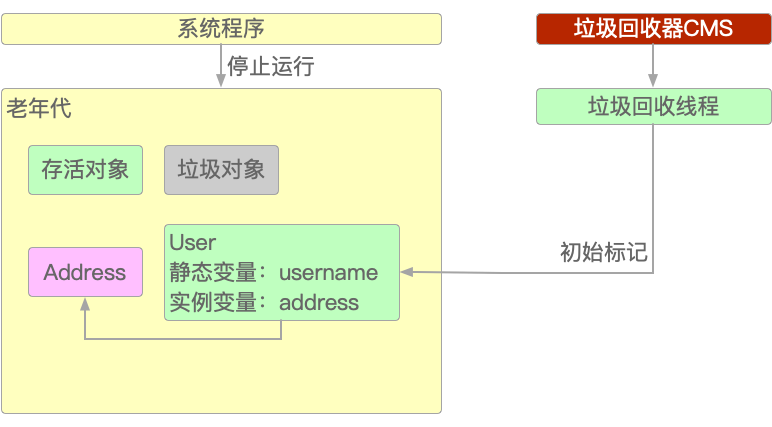 系统程序
垃圾回收器CMS
停止运行
老年代
垃圾回收线程
存活对象
垃圾对象
User
静态变量：username
实例变量：address
Address
初始标记